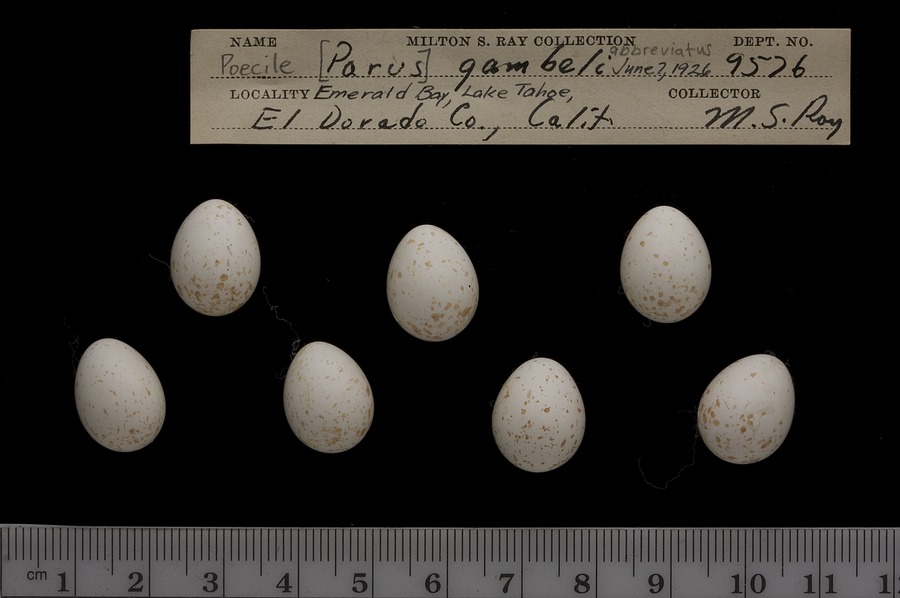 NAME MILTON S. RAY COLLECTION DEPT. NO.
Poecile [Parus] gambeli abbreviatus June 7, 1926 9576
LOCALITY Emerald Bay, Lake Tahoe, COLLECTOR
El Dorado Co., Calif. M.S. Ray
cm 1 2 3 4 5 6 7 8 9 10 11